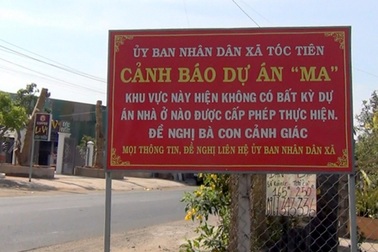 ỦY BAN NHÂN DÂN XÃ TÓC TIÊN
CẢNH BÁO DỰ ÁN “MA”
KHU VỰC NÀY HIỆN KHÔNG CÓ BẤT KỲ DỰ
ÁN NHÀ Ở NÀO ĐƯỢC CẤP PHÉP THỰC HIỆN.
ĐỀ NGHỊ BÀ CON CẢNH GIÁC
MỌI THÔNG TIN, ĐỀ NGHỊ LIÊN HỆ ỦY BAN NHÂN DÂN XÃ